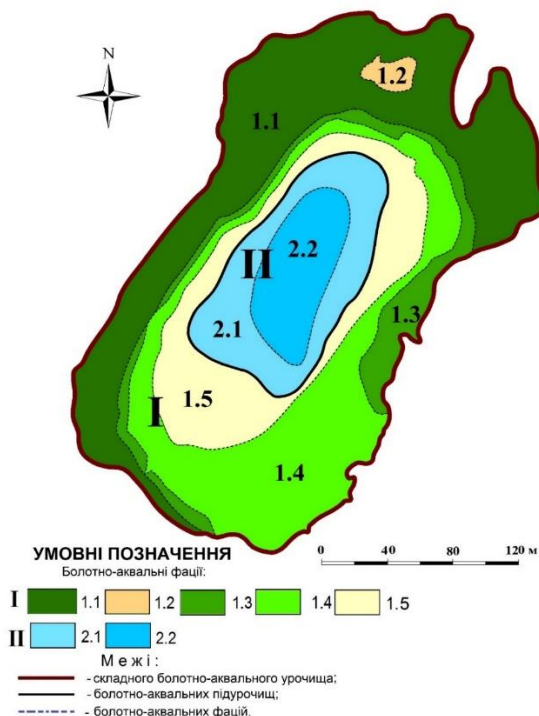 N
1.2
1.1
2.2
II
1.3
2.1
1.5
I
1.4
УМОВНІ ПОЗНАЧЕННЯ
0 40 80 120 м
Болотно-аквальні фації:
I 1.1 1.2 1.3 1.4 1.5
II 2.1 2.2
Межі:
- складного болотно-аквального урочища;
- болотно-аквальних підурочищ;
- болотно-аквальних фацій.